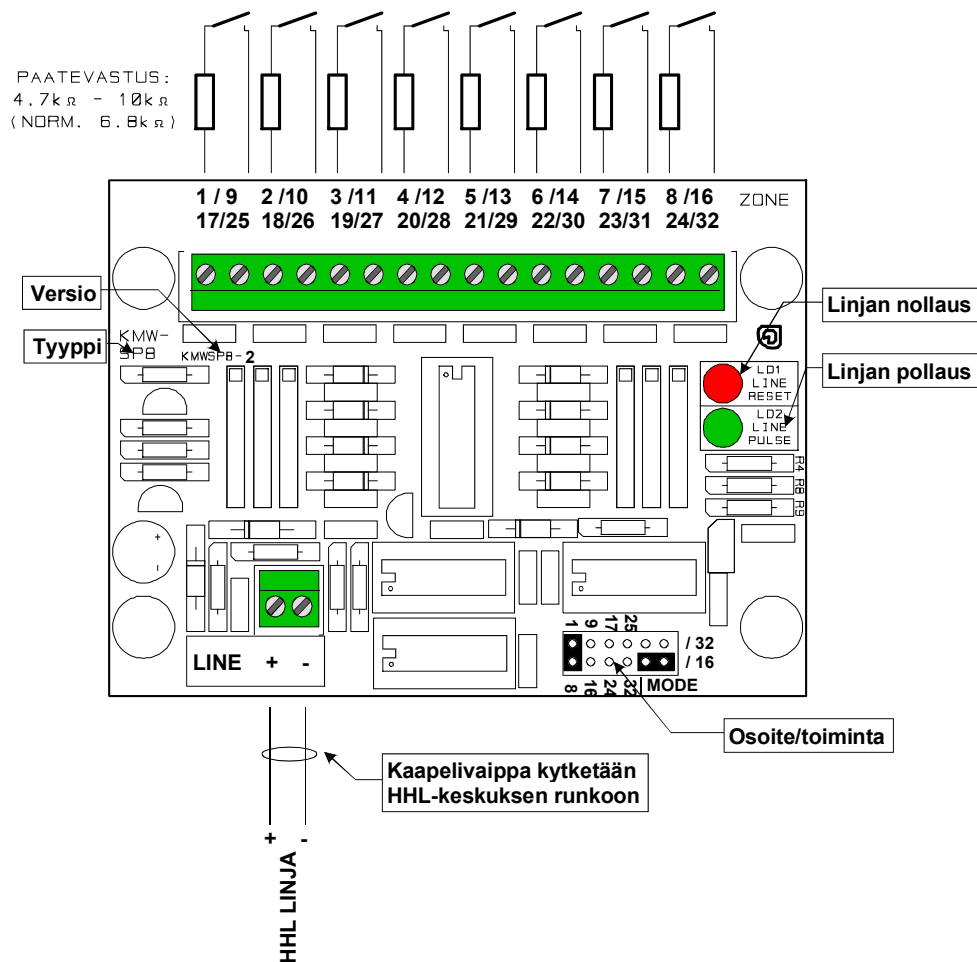 PAATEVASTUS:
4.7kΩ - 10kΩ
(NORM. 6.8kΩ)
1 / 9 2 /10 3 /11 4 /12 5 /13 6 /14 7 /15 8 /16 ZONE
17/25 18/26 19/27 20/28 21/29 22/30 23/31 24/32
Versio
Tyyppi
KMW-
SP8
KMWSP8-2
Linjan nollaus
Linjan pollaus
LD1
LINE
RESET
LD2
LINE
PULSE
R4
R8
R9
+
-
LINE + -
1 9 17 25
/ 32
/ 16
8 16 24 32 MODE
Osoite/toiminta
Kaapelivaippa kytketään
HHL-keskuksen runkoon
+ -
HHL LINJA